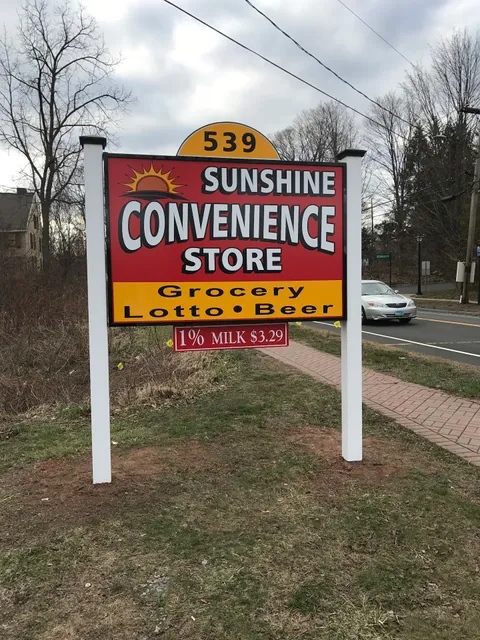 539
SUNSHINE
CONVENIENCE
STORE
Grocery
Lotto • Beer
1% MILK $3.29